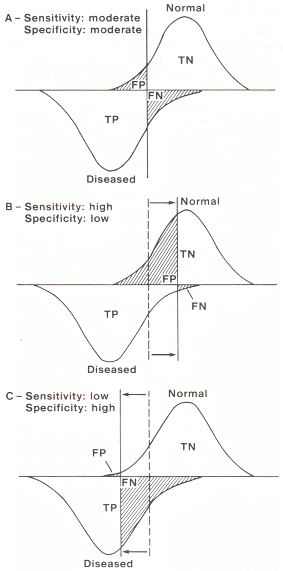 Normal
A – Sensitivity: moderate
Specificity: moderate
TN
FP
FN
TP
Diseased
B – Sensitivity: high
Specificity: low
Normal
TN
FP
FN
TP
Diseased
C – Sensitivity: low
Specificity: high
Normal
FP
TN
FN
TP
Diseased